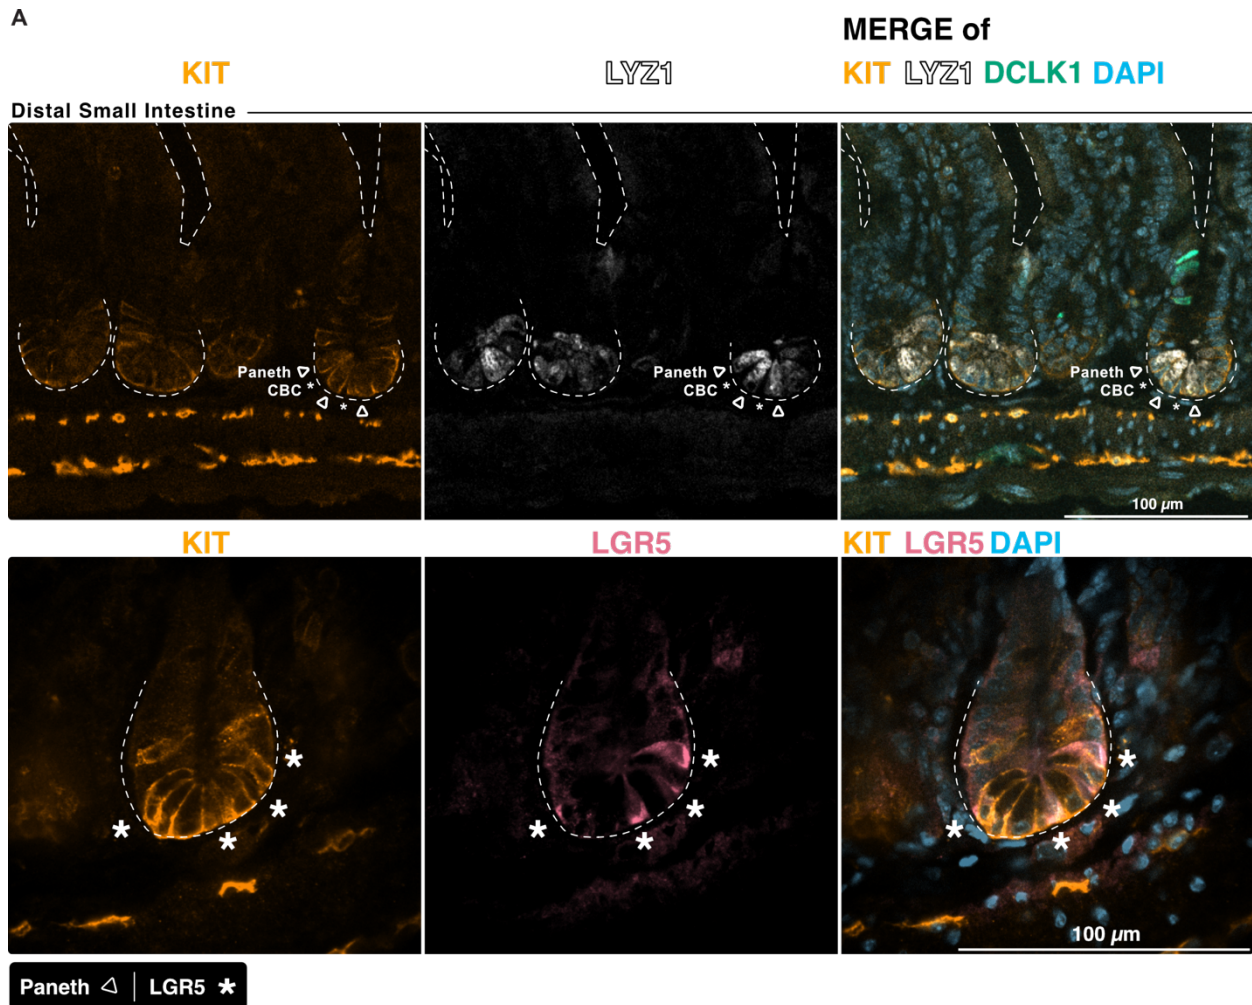 A
MERGE of
KIT
LYZ1
KIT LYZ1 DCLK1 DAPI
Distal Small Intestine
Paneth
CBC *
*
Paneth
CBC *
*
Paneth
CBC *
*
100 µm
KIT
LGR5
KIT LGR5 DAPI
100 µm
Paneth | LGR5 *